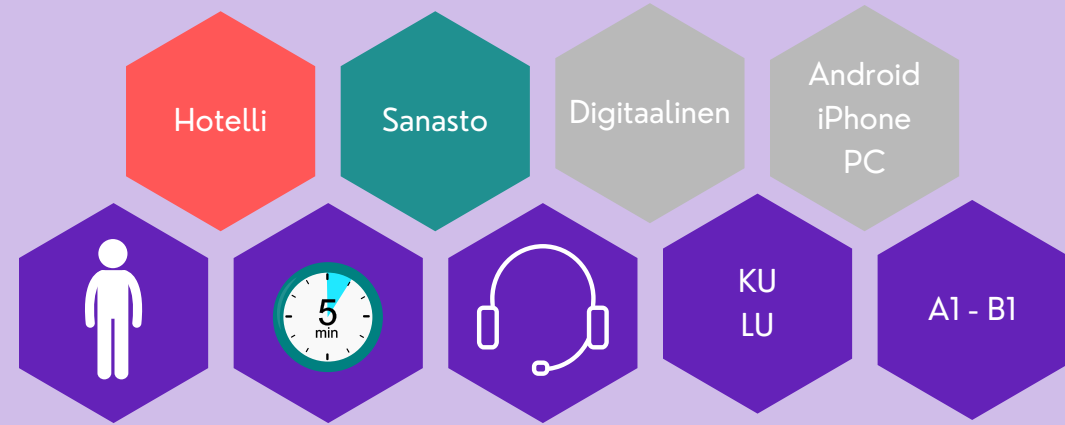 Hotelli
Sanasto
Digitaalinen
Android
iPhone
PC
5
min
KU
LU
A1 - B1